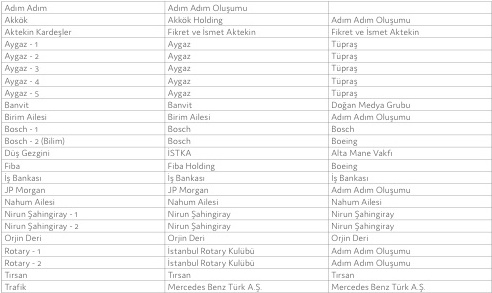 Adım Adım Adım Adım Oluşumu
Akkök Akkök Holding Adım Adım Oluşumu
Aktekin Kardeşler Fikret ve İsmet Aktekin Fikret ve İsmet Aktekin
Aygaz - 1 Aygaz Tüpraş
Aygaz - 2 Aygaz Tüpraş
Aygaz - 3 Aygaz Tüpraş
Aygaz - 4 Aygaz Tüpraş
Aygaz - 5 Aygaz Tüpraş
Banvit Banvit Doğan Medya Grubu
Birim Ailesi Birim Ailesi Adım Adım Oluşumu
Bosch - 1 Bosch Bosch
Bosch - 2 (Bilim) Bosch Boeing
Düş Gezgini İSTKA Alta Mane Vakfı
Fiba Fiba Holding Boeing
İş Bankası İş Bankası İş Bankası
JP Morgan JP Morgan Adım Adım Oluşumu
Nahum Ailesi Nahum Ailesi Nahum Ailesi
Nirun Şahingiray - 1 Nirun Şahingiray Nirun Şahingiray
Nirun Şahingiray - 2 Nirun Şahingiray Nirun Şahingiray
Orjin Deri Orjin Deri Orjin Deri
Rotary - 1 İstanbul Rotary Kulübü Adım Adım Oluşumu
Rotary - 2 İstanbul Rotary Kulübü Adım Adım Oluşumu
Tırsan Tırsan Tırsan
Trafik Mercedes Benz Türk A.Ş. Mercedes Benz Türk A.Ş.